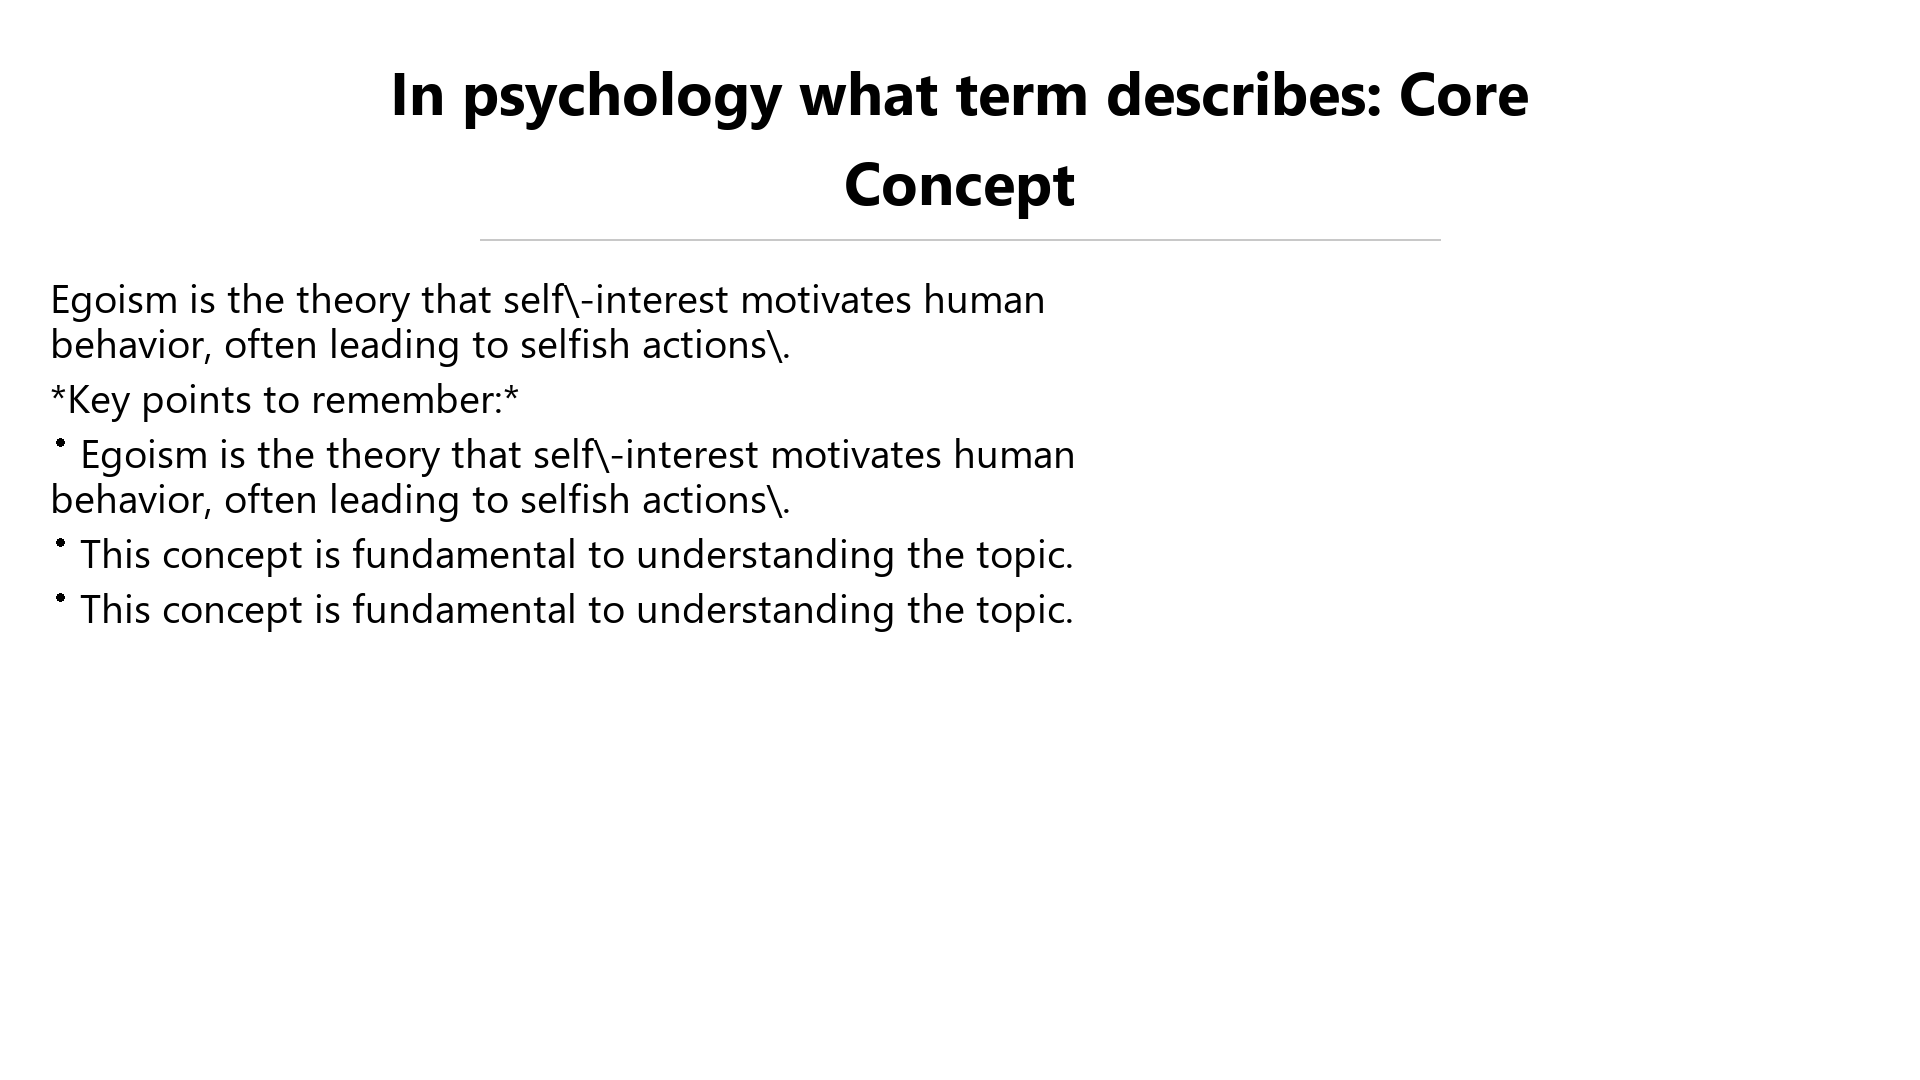 In psychology what term describes: Core
Concept
Egoism is the theory that self\-interest motivates human
behavior, often leading to selfish actions\.
*Key points to remember:*
• Egoism is the theory that self\-interest motivates human
behavior, often leading to selfish actions\.
• This concept is fundamental to understanding the topic.
• This concept is fundamental to understanding the topic.